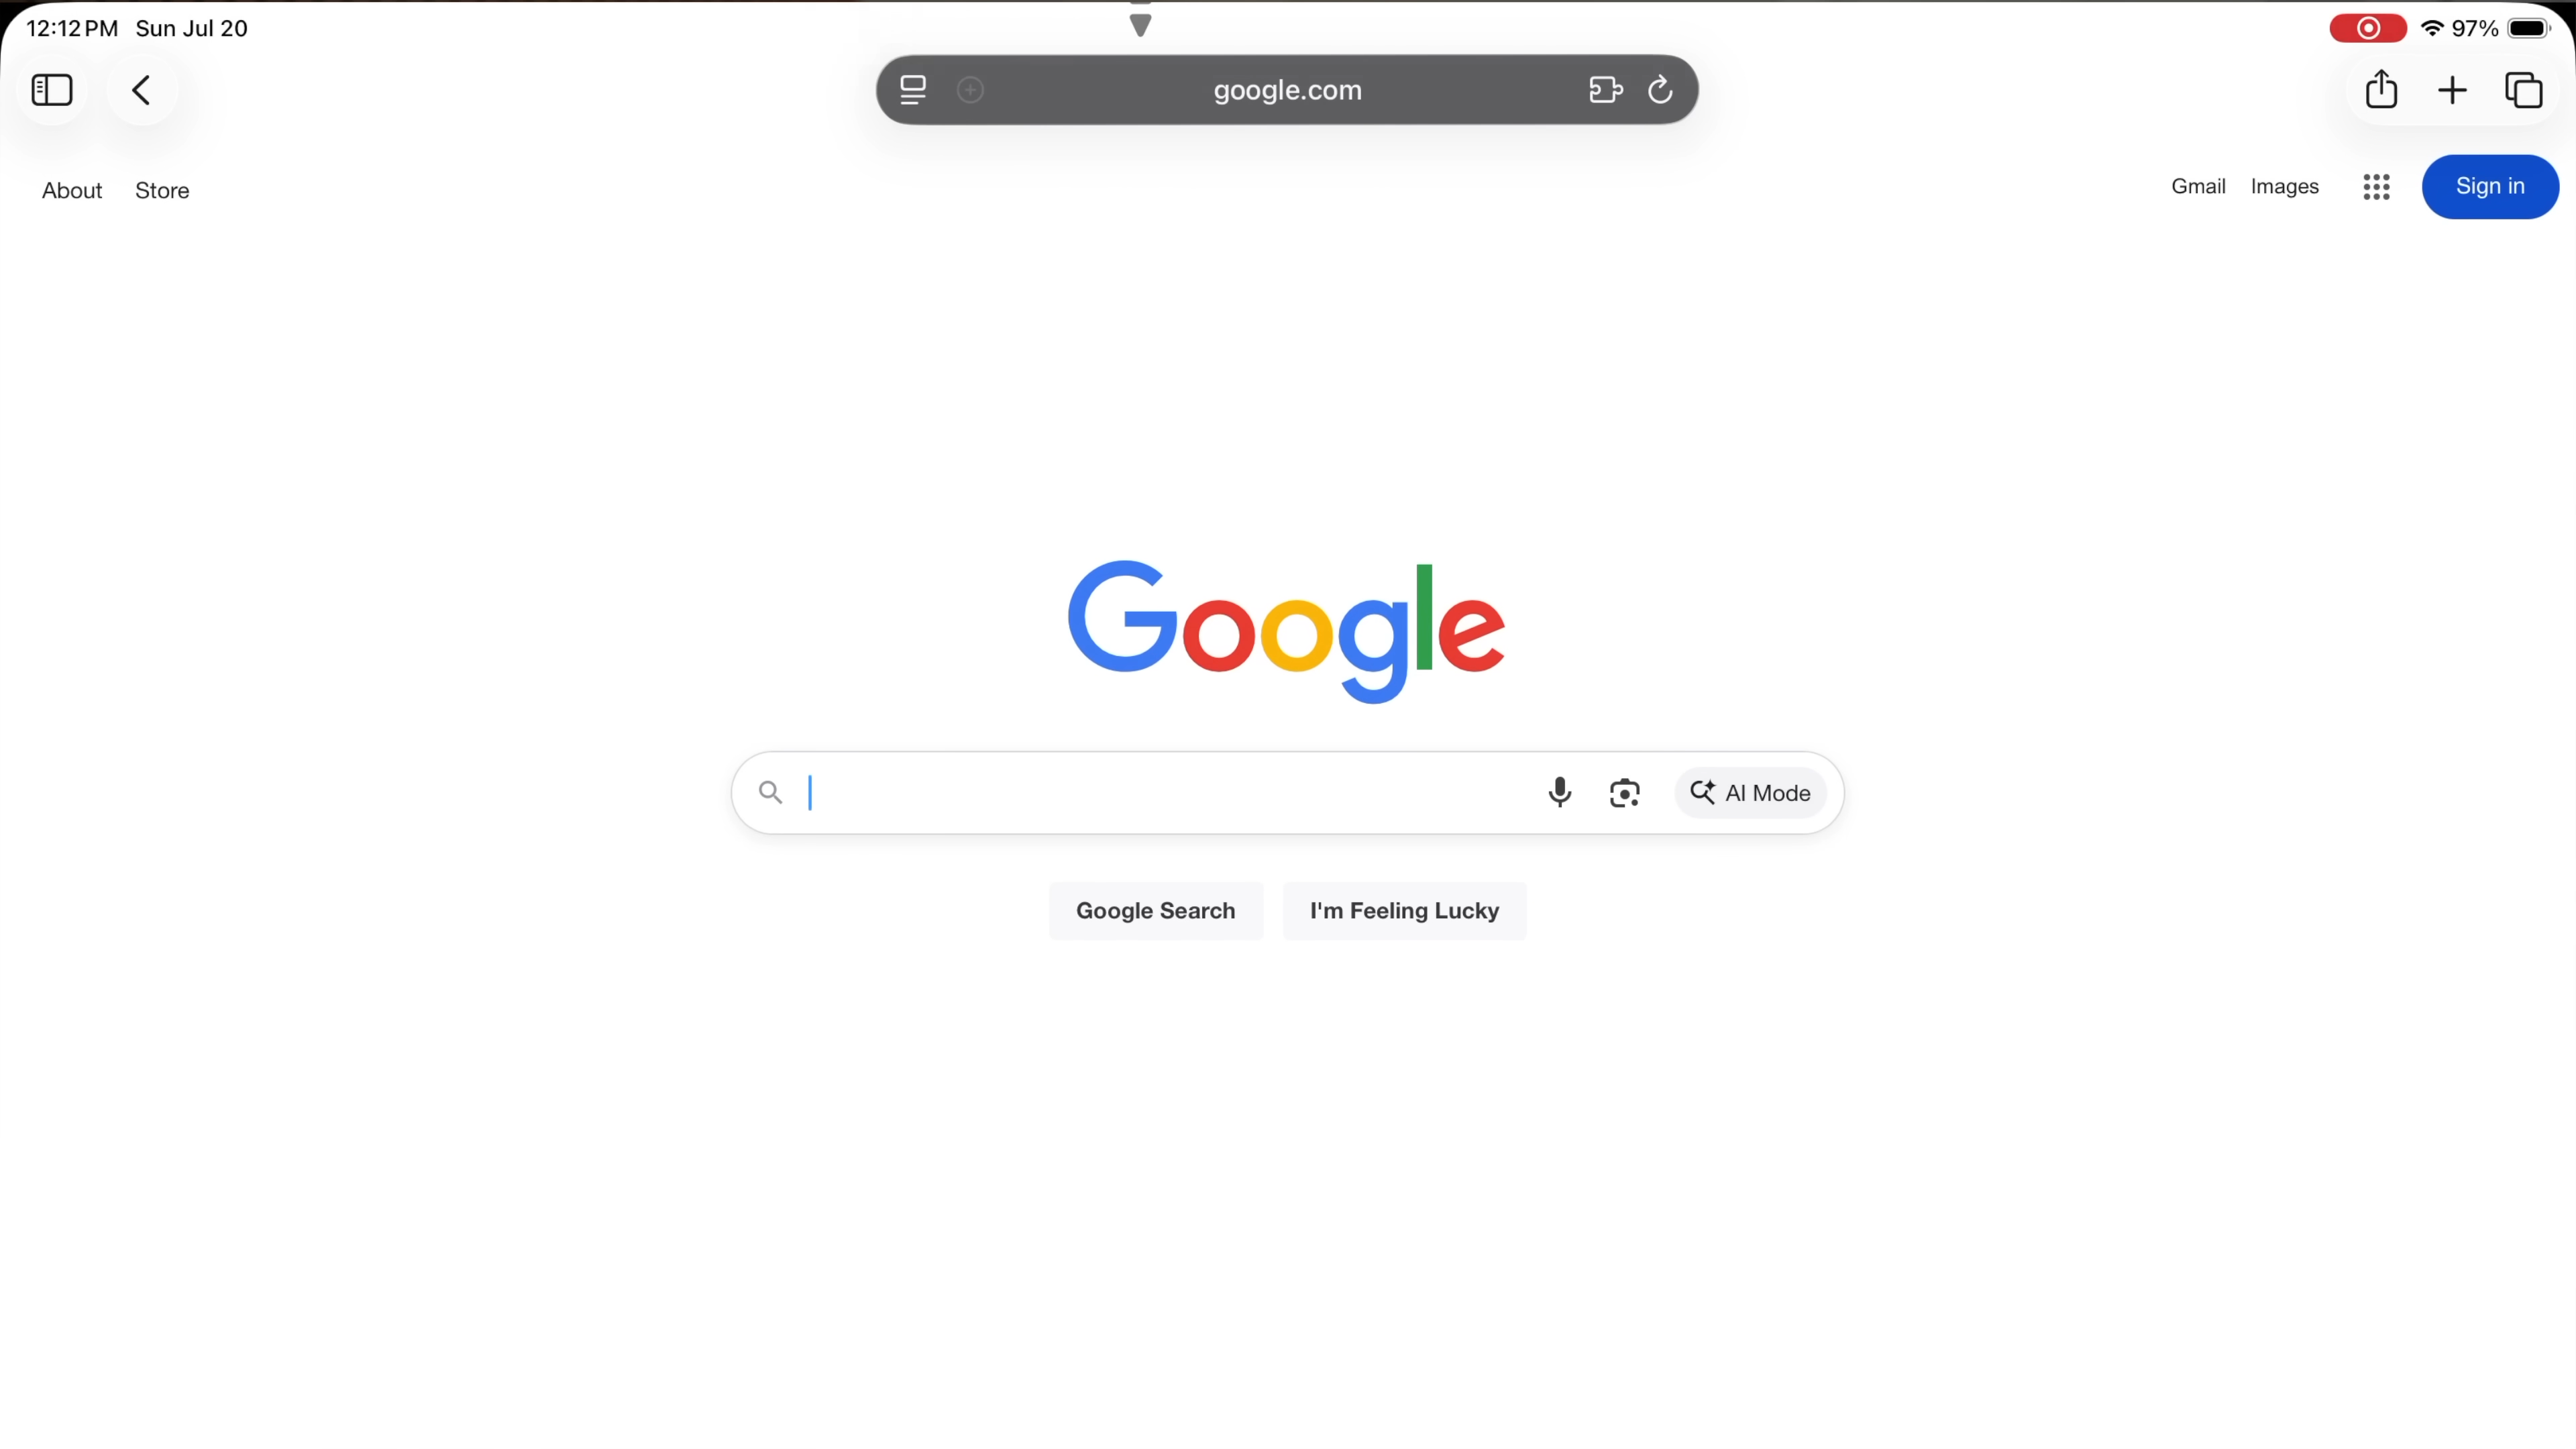 12:12 PM Sun Jul 20
97%
google.com
About Store
Gmail Images Sign in
Google
AI Mode
Google Search I'm Feeling Lucky